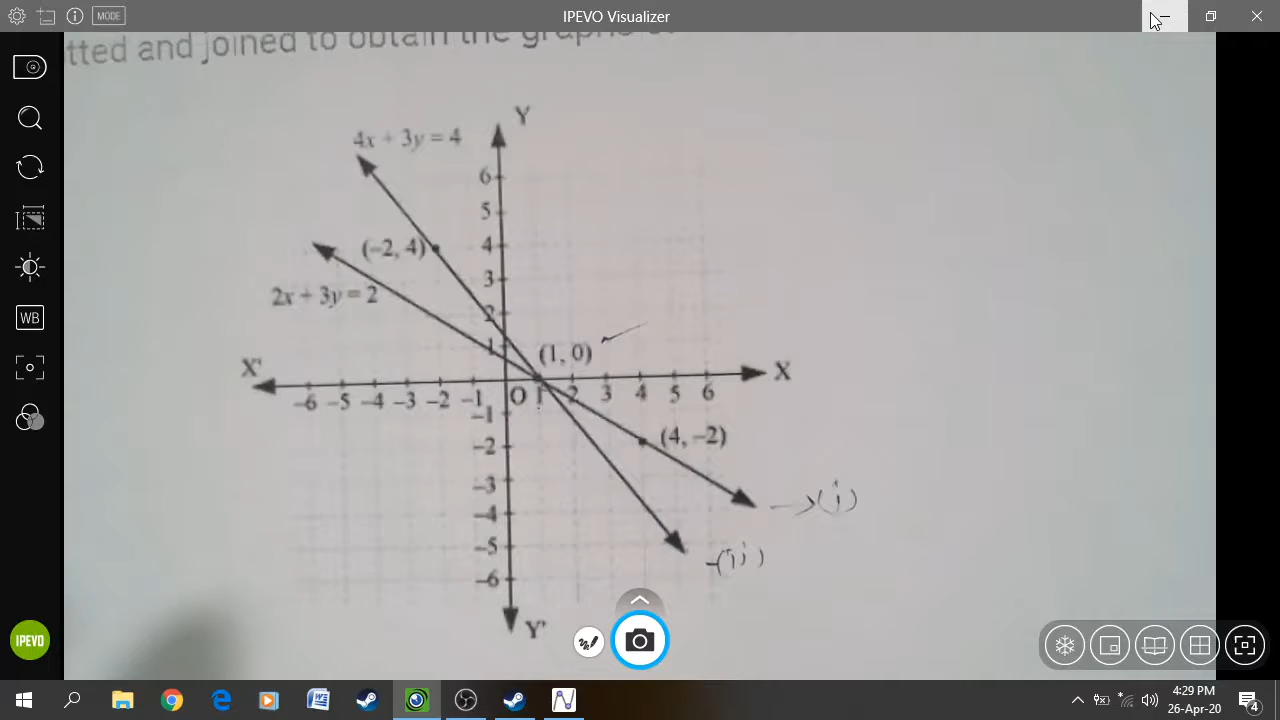 MODE
IPEVO Visualizer
tted and joined to obtain the graphs
Y
4x + 3y = 4
6
5
(−2, 4)
4
3
2x + 3y = 2
2
1
(1, 0)
X'
X
−6 −5 −4 −3 −2 −1 O 1 2 3 4 5 6
−1
−2
(4, −2)
−3
−4
→(i)
−5
−(ii)
−6
Y'
WB
IPEVO
4:29 PM
26-Apr-20
4